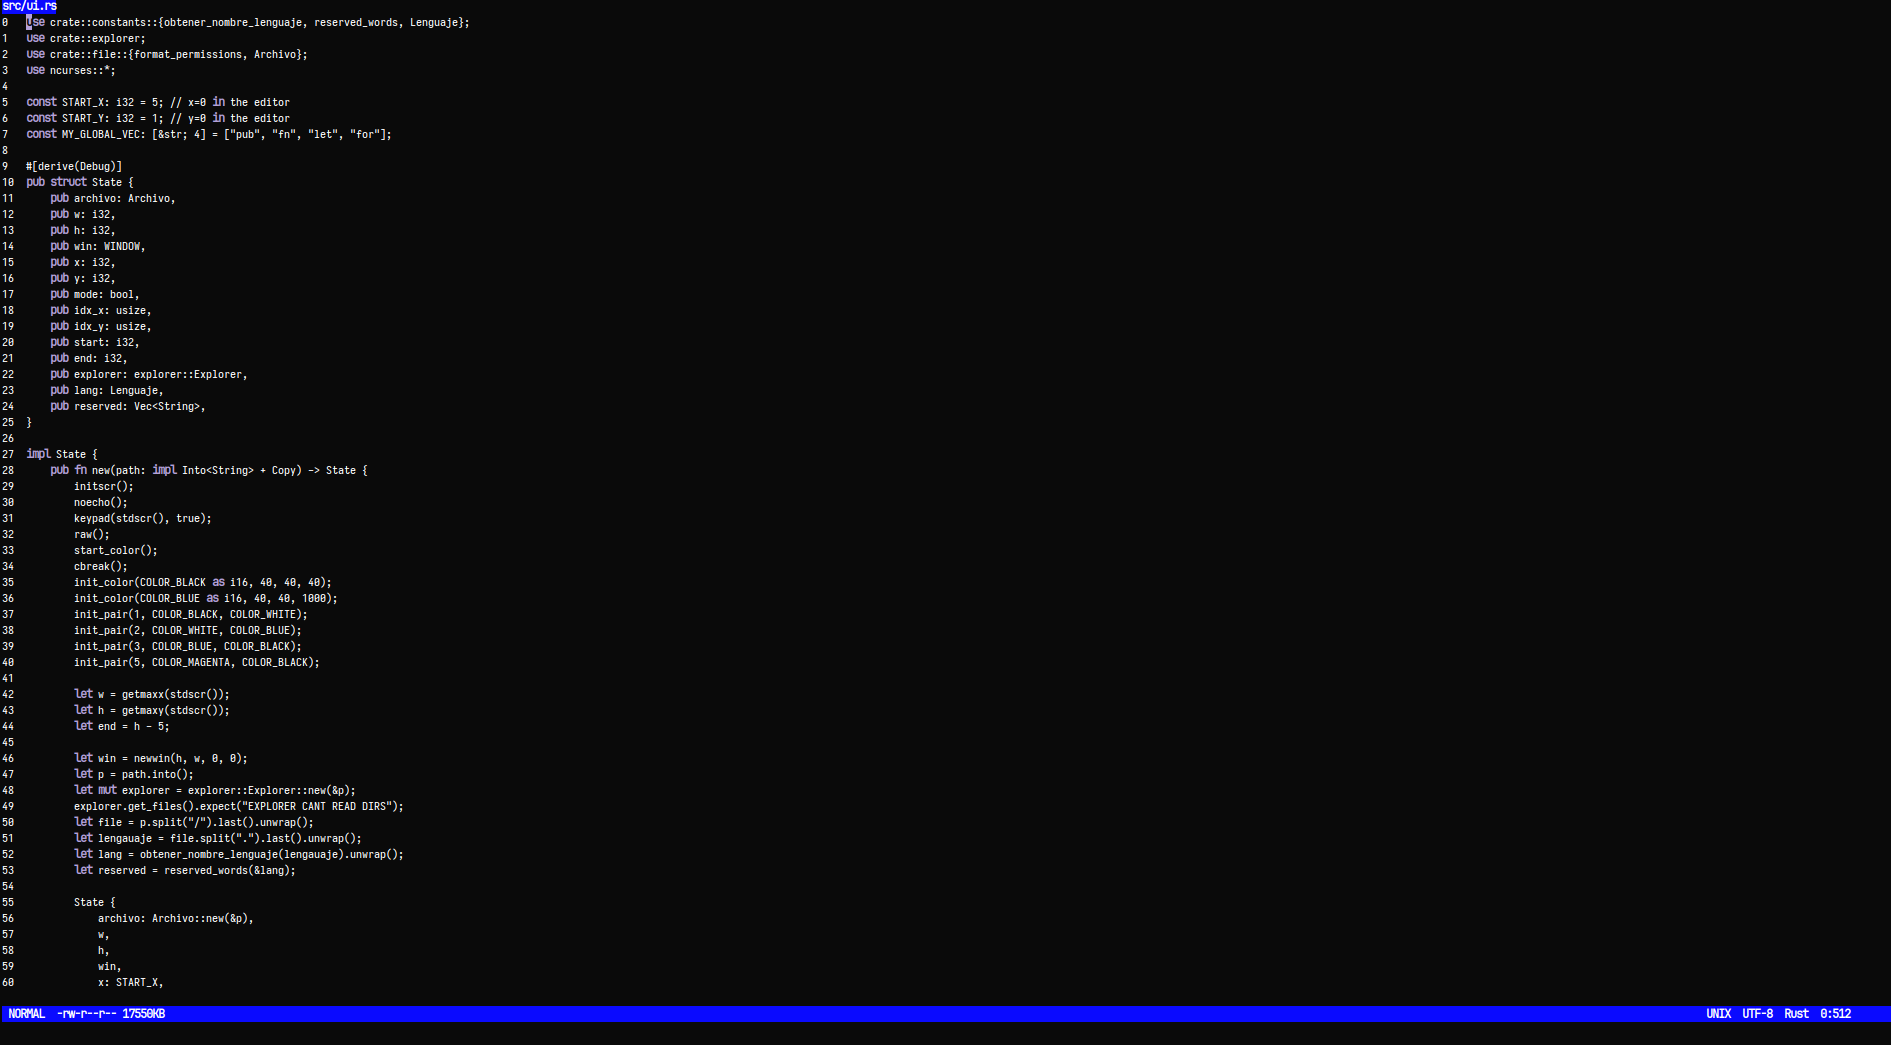 src/ui.rs
0 use crate::constants::{obtener_nombre_lenguaje, reserved_words, Lenguaje};
1 use crate::explorer;
2 use crate::file::{format_permissions, Archivo};
3 use ncurses::*;
4
5 const START_X: i32 = 5; // x=0 in the editor
6 const START_Y: i32 = 1; // y=0 in the editor
7 const MY_GLOBAL_VEC: [&str; 4] = ["pub", "fn", "let", "for"];
8
9 #[derive(Debug)]
10 pub struct State {
11     pub archivo: Archivo,
12     pub w: i32,
13     pub h: i32,
14     pub win: WINDOW,
15     pub x: i32,
16     pub y: i32,
17     pub mode: bool,
18     pub idx_x: usize,
19     pub idx_y: usize,
20     pub start: i32,
21     pub end: i32,
22     pub explorer: explorer::Explorer,
23     pub lang: Lenguaje,
24     pub reserved: Vec<String>,
25 }
26
27 impl State {
28     pub fn new(path: impl Into<String> + Copy) -> State {
29         initscr();
30         noecho();
31         keypad(stdscr(), true);
32         raw();
33         start_color();
34         cbreak();
35         init_color(COLOR_BLACK as i16, 40, 40, 40);
36         init_color(COLOR_BLUE as i16, 40, 40, 1000);
37         init_pair(1, COLOR_BLACK, COLOR_WHITE);
38         init_pair(2, COLOR_WHITE, COLOR_BLUE);
39         init_pair(3, COLOR_BLUE, COLOR_BLACK);
40         init_pair(5, COLOR_MAGENTA, COLOR_BLACK);
41
42         let w = getmaxx(stdscr());
43         let h = getmaxy(stdscr());
44         let end = h - 5;
45
46         let win = newwin(h, w, 0, 0);
47         let p = path.into();
48         let mut explorer = explorer::Explorer::new(&p);
49         explorer.get_files().expect("EXPLORER CANT READ DIRS");
50         let file = p.split("/").last().unwrap();
51         let lengauaje = file.split(".").last().unwrap();
52         let lang = obtener_nombre_lenguaje(lengauaje).unwrap();
53         let reserved = reserved_words(&lang);
54
55         State {
56             archivo: Archivo::new(&p),
57             w,
58             h,
59             win,
60             x: START_X,
NORMAL -rw-r--r-- 17550KB UNIX UTF-8 Rust 0:512